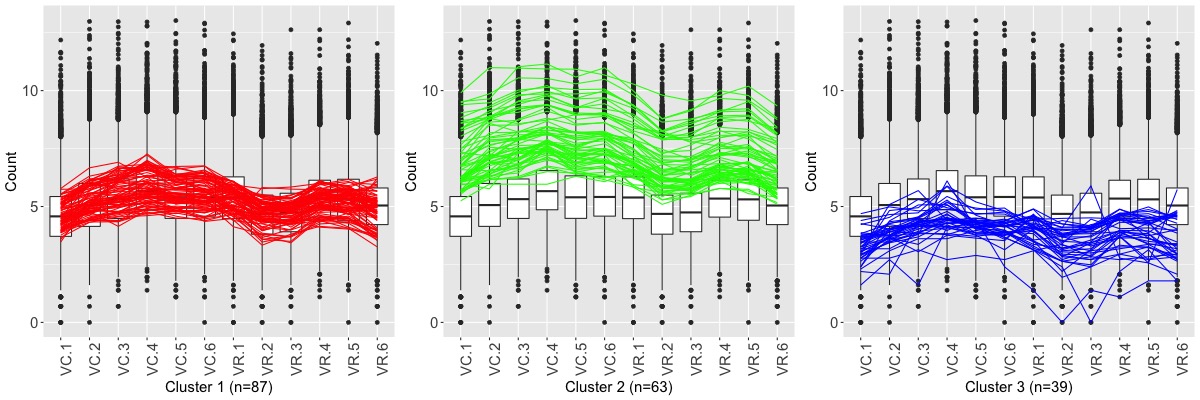 10
5
0
Count
VC.1 VC.2 VC.3 VC.4 VC.5 VC.6 VR.1 VR.2 VR.3 VR.4 VR.5 VR.6
Cluster 1 (n=87)
10
5
0
Count
VC.1 VC.2 VC.3 VC.4 VC.5 VC.6 VR.1 VR.2 VR.3 VR.4 VR.5 VR.6
Cluster 2 (n=63)
10
5
0
Count
VC.1 VC.2 VC.3 VC.4 VC.5 VC.6 VR.1 VR.2 VR.3 VR.4 VR.5 VR.6
Cluster 3 (n=39)